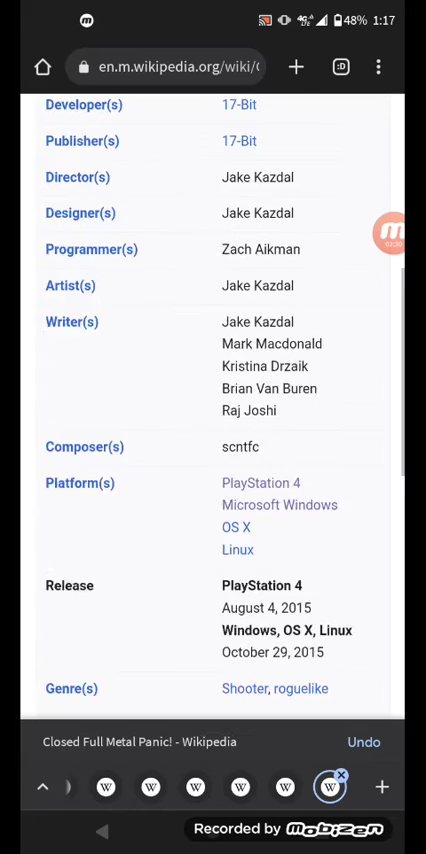 48% 1:17
:D
en.m.wikipedia.org/wiki/
Developer(s) 17-Bit
Publisher(s) 17-Bit
Director(s) Jake Kazdal
Designer(s) Jake Kazdal
Programmer(s) Zach Aikman
Artist(s) Jake Kazdal
Writer(s) Jake Kazdal
Mark Macdonald
Kristina Drzaik
Brian Van Buren
Raj Joshi
Composer(s) scntfc
Platform(s) PlayStation 4
Microsoft Windows
OS X
Linux
Release PlayStation 4
August 4, 2015
Windows, OS X, Linux
October 29, 2015
Genre(s) Shooter, roguelike
Closed Full Metal Panic! - Wikipedia Undo
W W W W W W
Recorded by mobizen